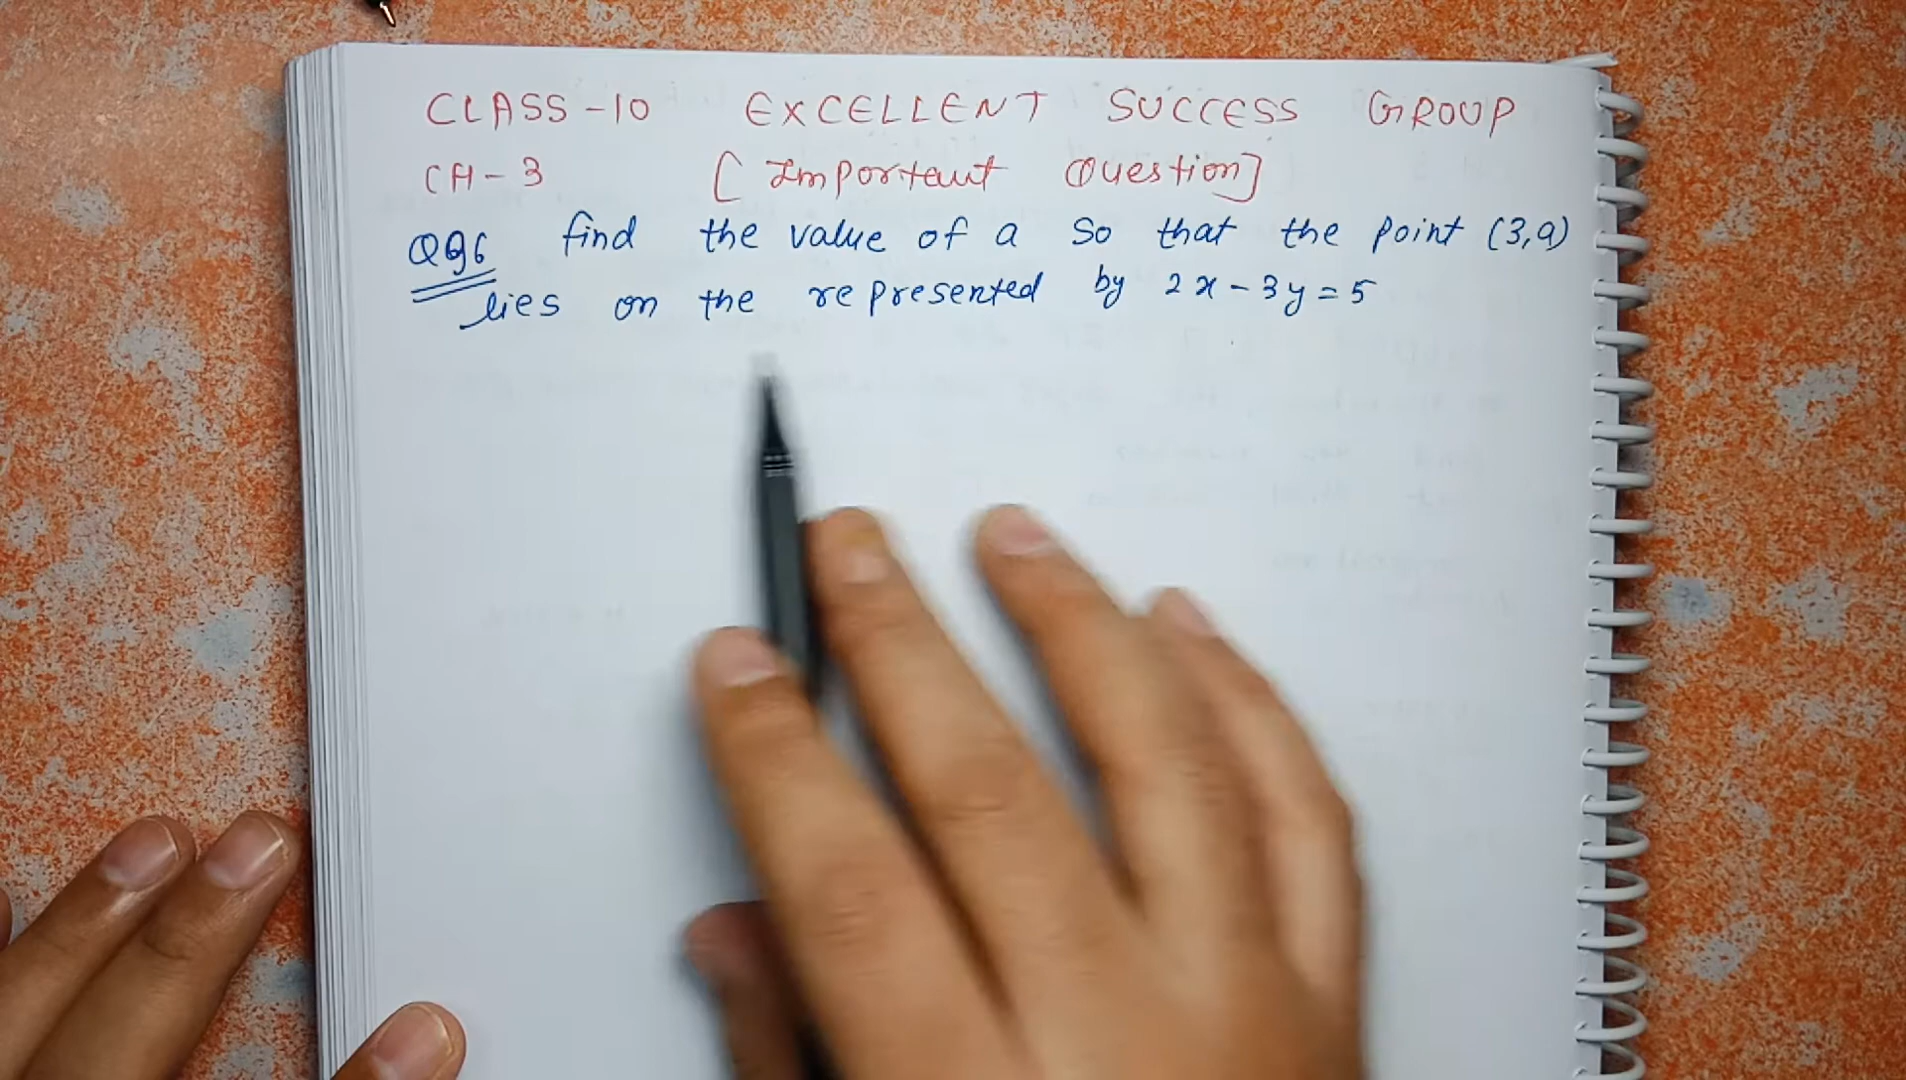 CLASS-10 EXCELLENT SUCCESS GROUP
CH-3 [Important Question]
Q96 find the value of a So that the point (3,a)
lies on the represented by 2x-3y=5